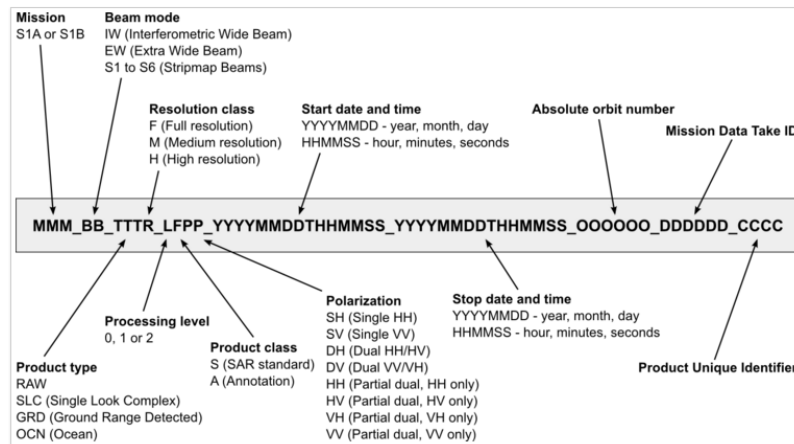 Mission
S1A or S1B
Beam mode
IW (Interferometric Wide Beam)
EW (Extra Wide Beam)
S1 to S6 (Stripmap Beams)
Resolution class
F (Full resolution)
M (Medium resolution)
H (High resolution)
Start date and time
YYYYMMDD - year, month, day
HHMMSS - hour, minutes, seconds
Absolute orbit number
Mission Data Take ID
MMM_BB_TTTR_LFPP_YYYYMMDDTHHMMSS_YYYYMMDDTHHMMSS_OOOOOO_DDDDDD_CCCC
Processing level
0, 1 or 2
Product type
RAW
SLC (Single Look Complex)
GRD (Ground Range Detected)
OCN (Ocean)
Product class
S (SAR standard)
A (Annotation)
Polarization
SH (Single HH)
SV (Single VV)
DH (Dual HH/HV)
DV (Dual VV/VH)
HH (Partial dual, HH only)
HV (Partial dual, HV only)
VH (Partial dual, VH only)
VV (Partial dual, VV only)
Stop date and time
YYYYMMDD - year, month, day
HHMMSS - hour, minutes, seconds
Product Unique Identifier